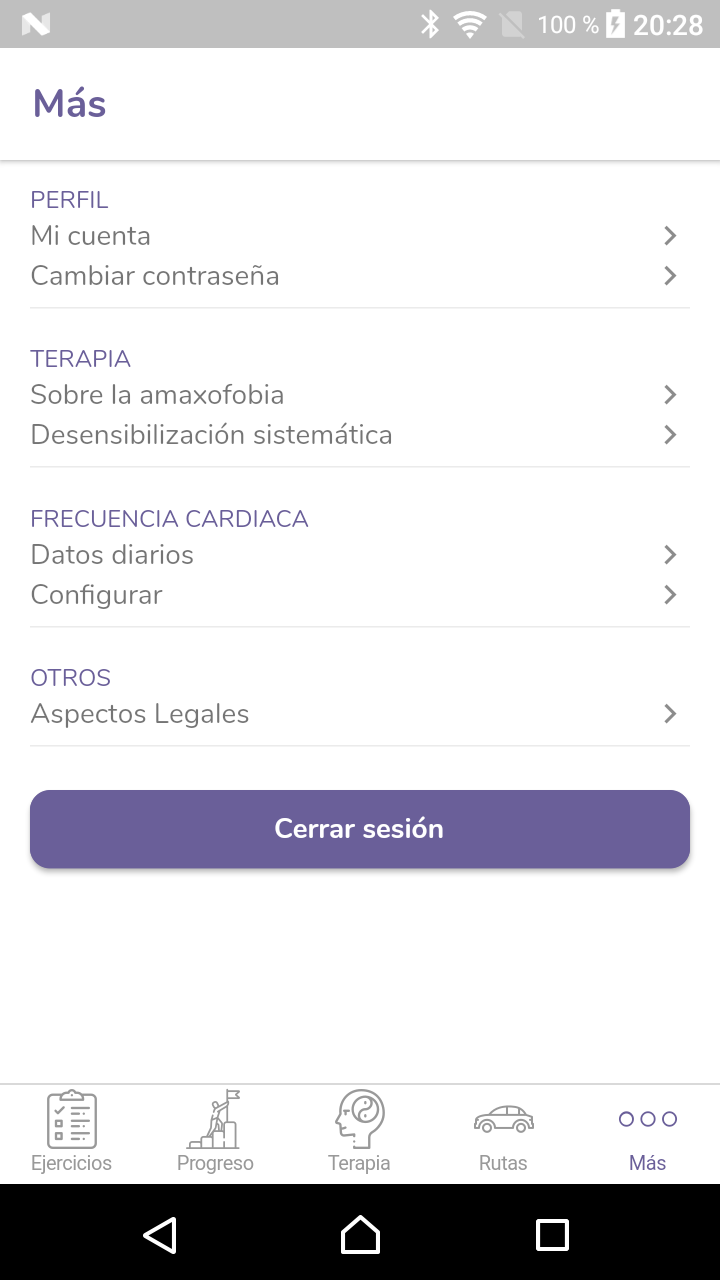 100 % 20:28
Más
PERFIL
Mi cuenta
Cambiar contraseña
TERAPIA
Sobre la amaxofobia
Desensibilización sistemática
FRECUENCIA CARDIACA
Datos diarios
Configurar
OTROS
Aspectos Legales
Cerrar sesión
Ejercicios Progreso Terapia Rutas Más